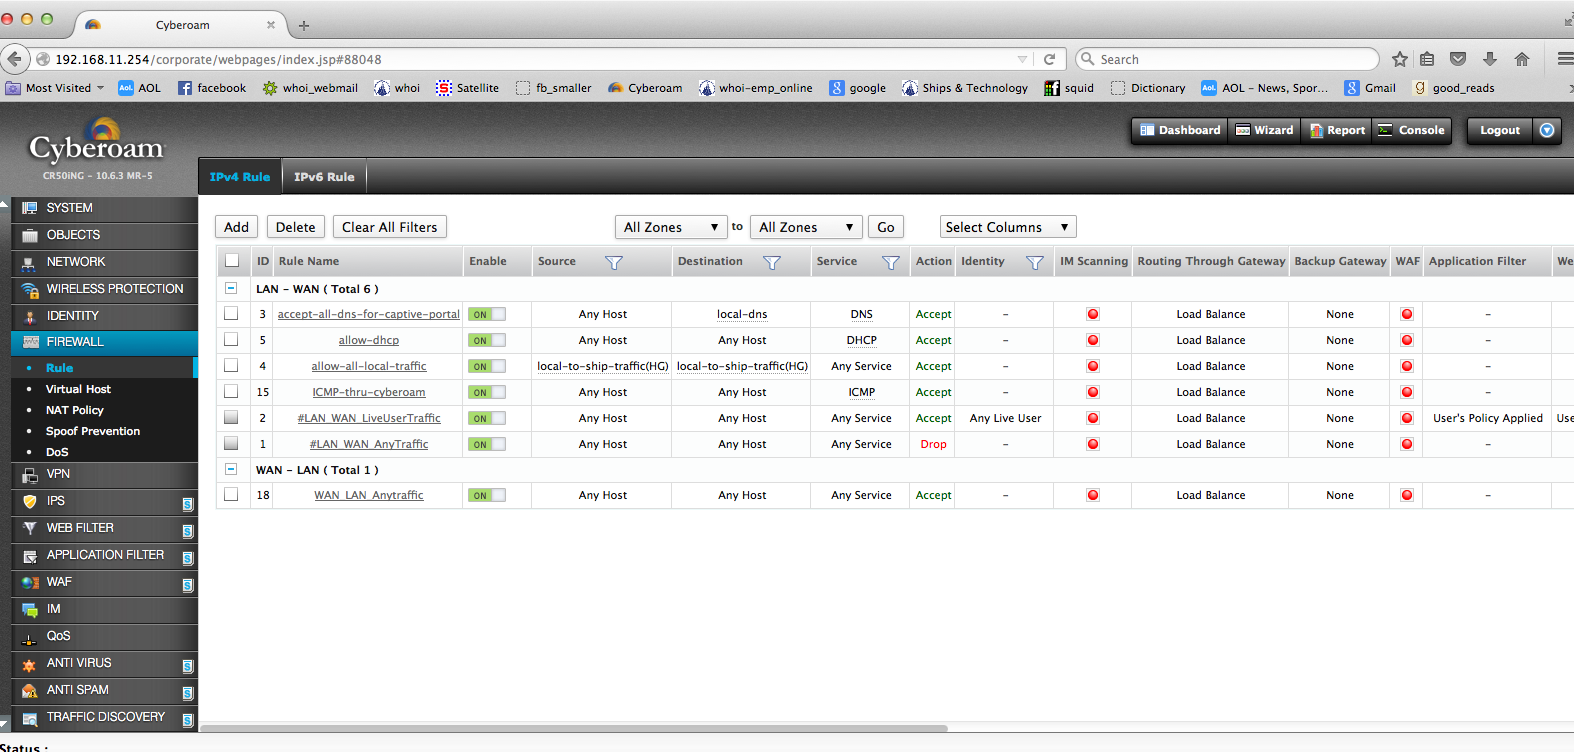 Cyberoam
192.168.11.254/corporate/webpages/index.jsp#88048
Search
Most Visited AOL facebook whoi_webmail whoi Satellite fb_smaller Cyberoam whoi-emp_online google Ships & Technology squid Dictionary AOL - News, Spor... Gmail good_reads
Cyberoam
CR50iNG - 10.6.3 MR-5
Dashboard Wizard Report Console Logout
IPv4 Rule IPv6 Rule
SYSTEM
OBJECTS
NETWORK
WIRELESS PROTECTION
IDENTITY
FIREWALL
Rule
Virtual Host
NAT Policy
Spoof Prevention
DoS
VPN
IPS
WEB FILTER
APPLICATION FILTER
WAF
IM
QoS
ANTI VIRUS
ANTI SPAM
TRAFFIC DISCOVERY
Add Delete Clear All Filters All Zones to All Zones Go Select Columns
ID Rule Name Enable Source Destination Service Action Identity IM Scanning Routing Through Gateway Backup Gateway WAF Application Filter We
LAN - WAN ( Total 6 )
3 accept-all-dns-for-captive-portal ON Any Host local-dns DNS Accept - Load Balance None -
5 allow-dhcp ON Any Host Any Host DHCP Accept - Load Balance None -
4 allow-all-local-traffic ON local-to-ship-traffic(HG) local-to-ship-traffic(HG) Any Service Accept - Load Balance None -
15 ICMP-thru-cyberoam ON Any Host Any Host ICMP Accept - Load Balance None -
2 #LAN_WAN_LiveUserTraffic ON Any Host Any Host Any Service Accept Any Live User Load Balance None User's Policy Applied Use
1 #LAN_WAN_AnyTraffic ON Any Host Any Host Any Service Drop - Load Balance None -
WAN - LAN ( Total 1 )
18 WAN_LAN_Anytraffic ON Any Host Any Host Any Service Accept - Load Balance None -
Status :